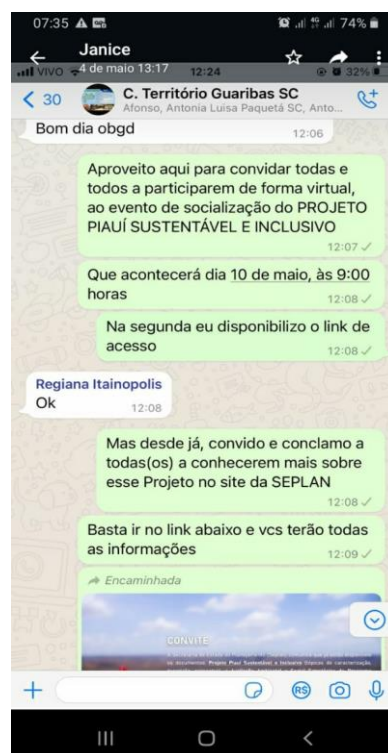 07:35 74%
Janice
4 de maio 13:17
VIVO 12:24 32%
30 C. Território Guaribas SC
Afonso, Antonia Luisa Paquetá SC, Anto...
Bom dia obgd
12:06
Aproveito aqui para convidar todas e
todos a participarem de forma virtual,
ao evento de socialização do PROJETO
PIAUÍ SUSTENTÁVEL E INCLUSIVO
12:07
Que acontecerá dia 10 de maio, às 9:00
horas
12:08
Na segunda eu disponibilizo o link de
acesso
12:08
Regiana Itainopolis
Ok
12:08
Mas desde já, convido e conclamo a
todas(os) a conhecerem mais sobre
esse Projeto no site da SEPLAN
12:08
Basta ir no link abaixo e vcs terão todas
as informações
12:09
Encaminhada
CONVITE
Projeto Piauí Sustentável e Inclusivo
R$